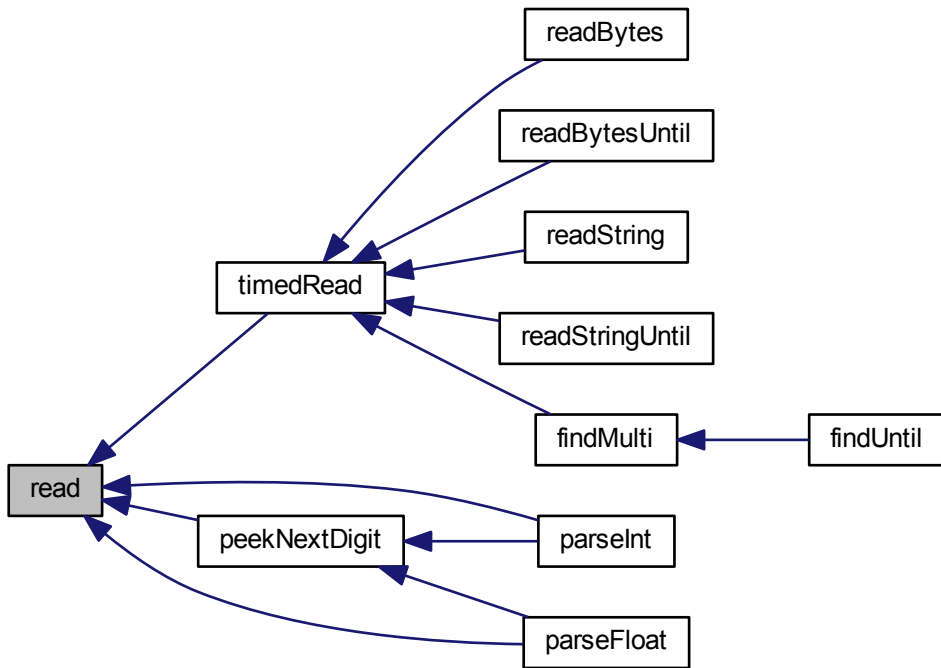 readBytes
readBytesUntil
readString
timedRead
readStringUntil
findMulti
findUntil
read
peekNextDigit
parseInt
parseFloat